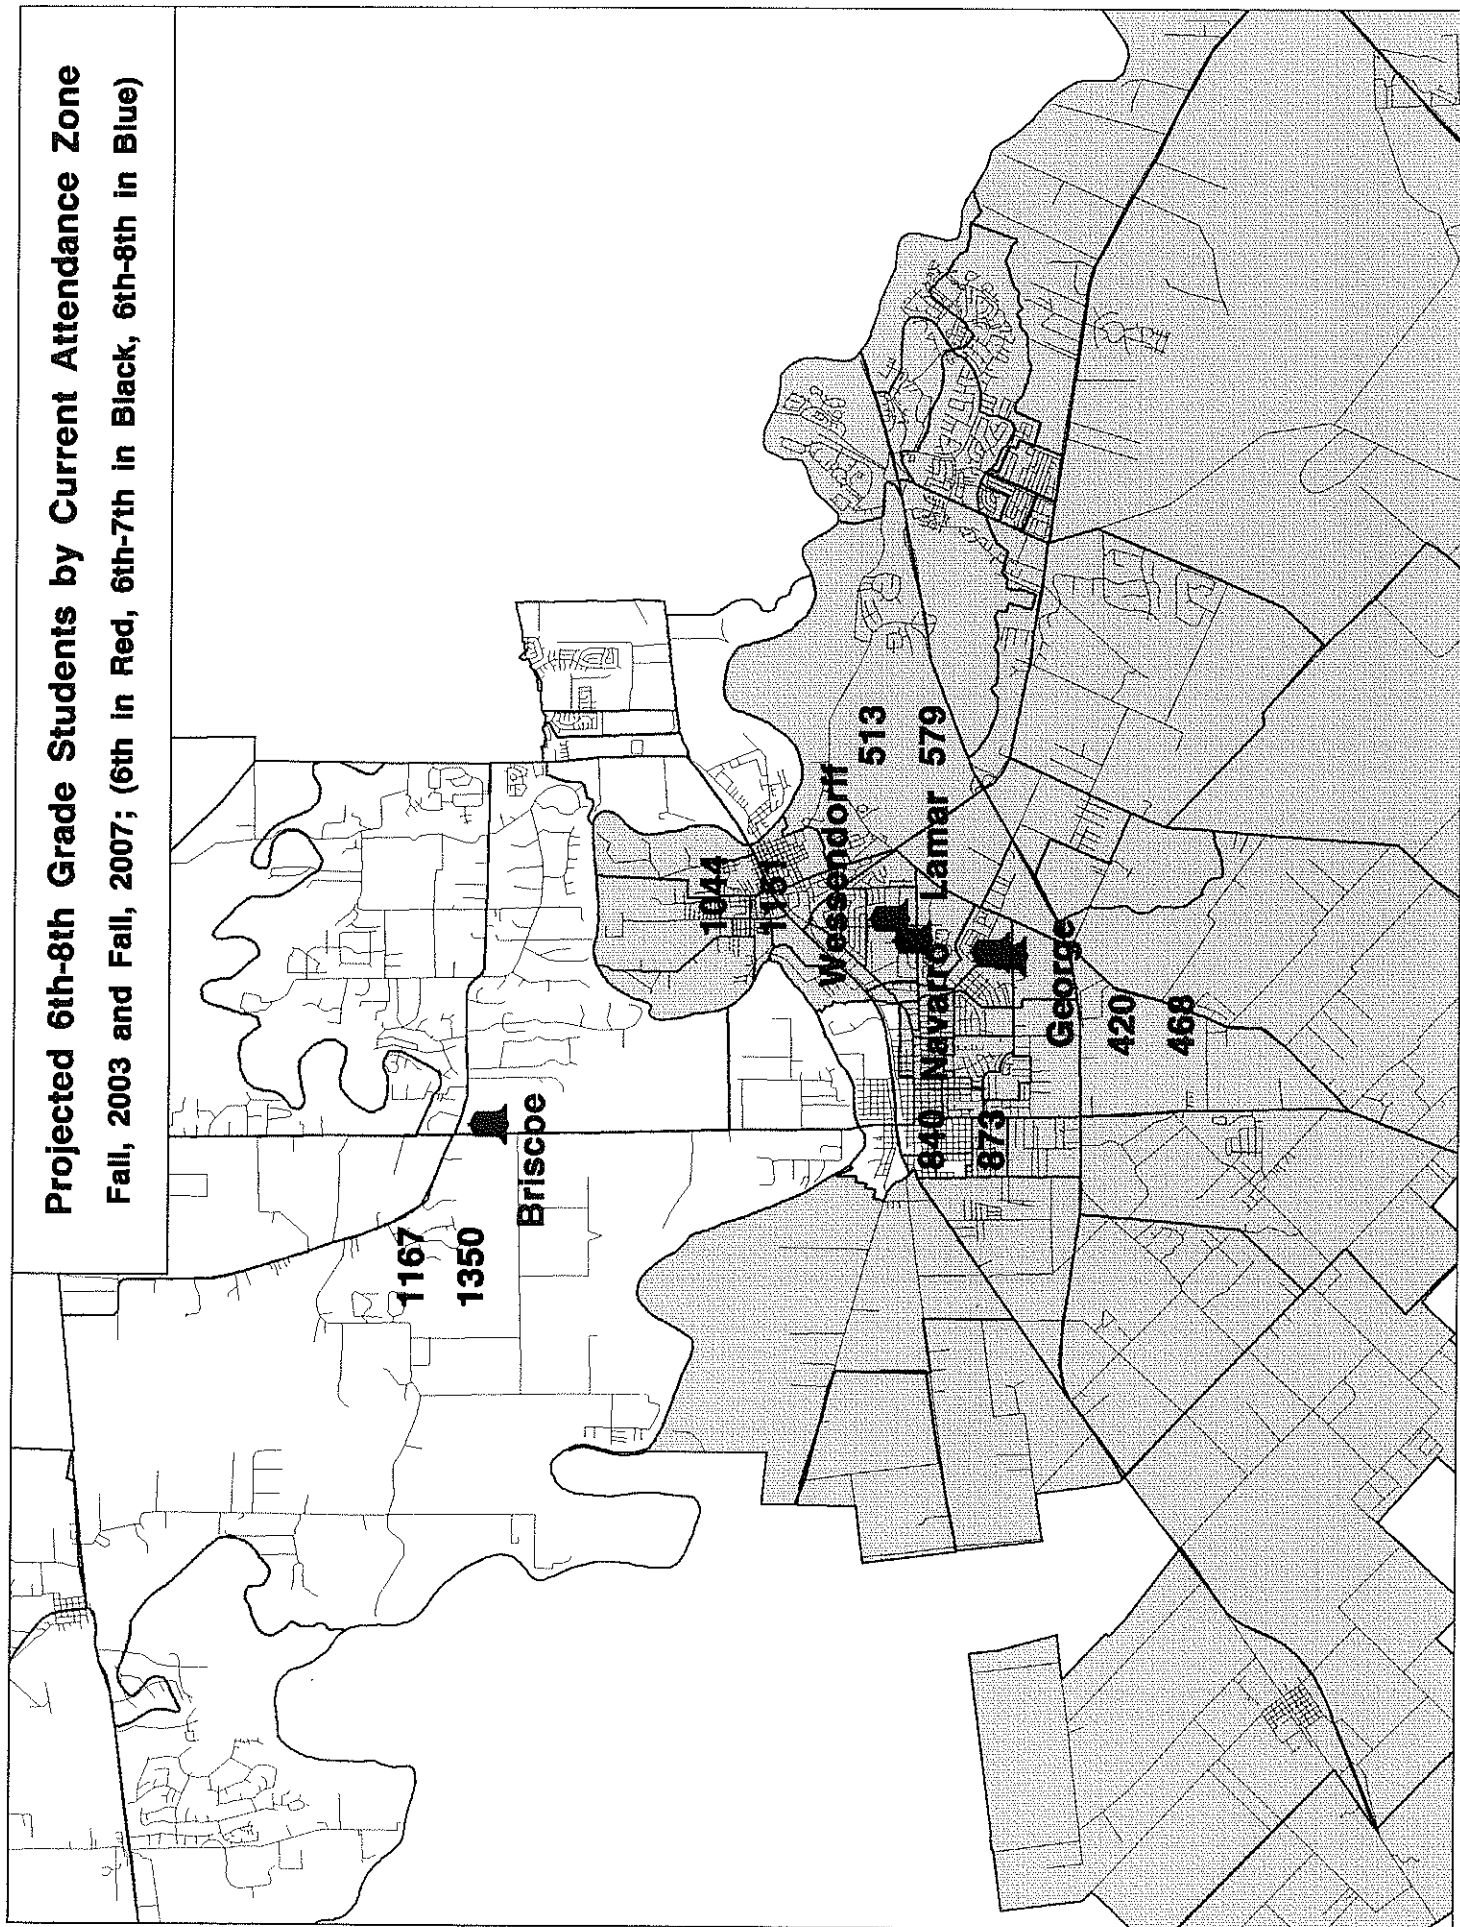 Projected 6th-8th Grade Students by Current Attendance Zone
Fall, 2003 and Fall, 2007; (6th in Red, 6th-7th in Black, 6th-8th in Blue)
1167
1350
Briscoe
1044
1151
Wessendorff
513
840
Navarro
Lamar
579
873
George
420
468